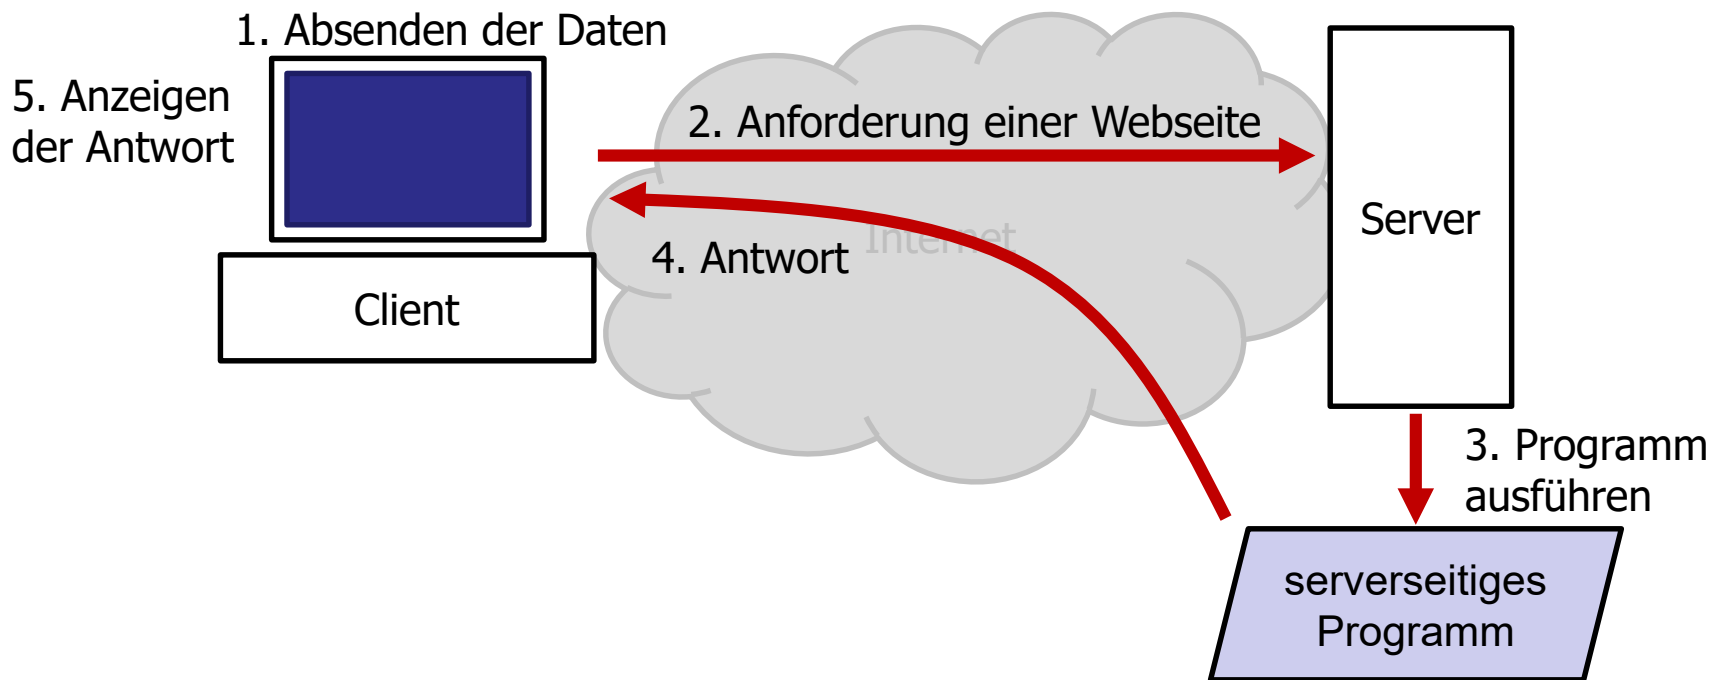 1. Absenden der Daten
5. Anzeigen
der Antwort
2. Anforderung einer Webseite
Server
Internet
4. Antwort
Client
3. Programm
ausführen
serverseitiges
Programm